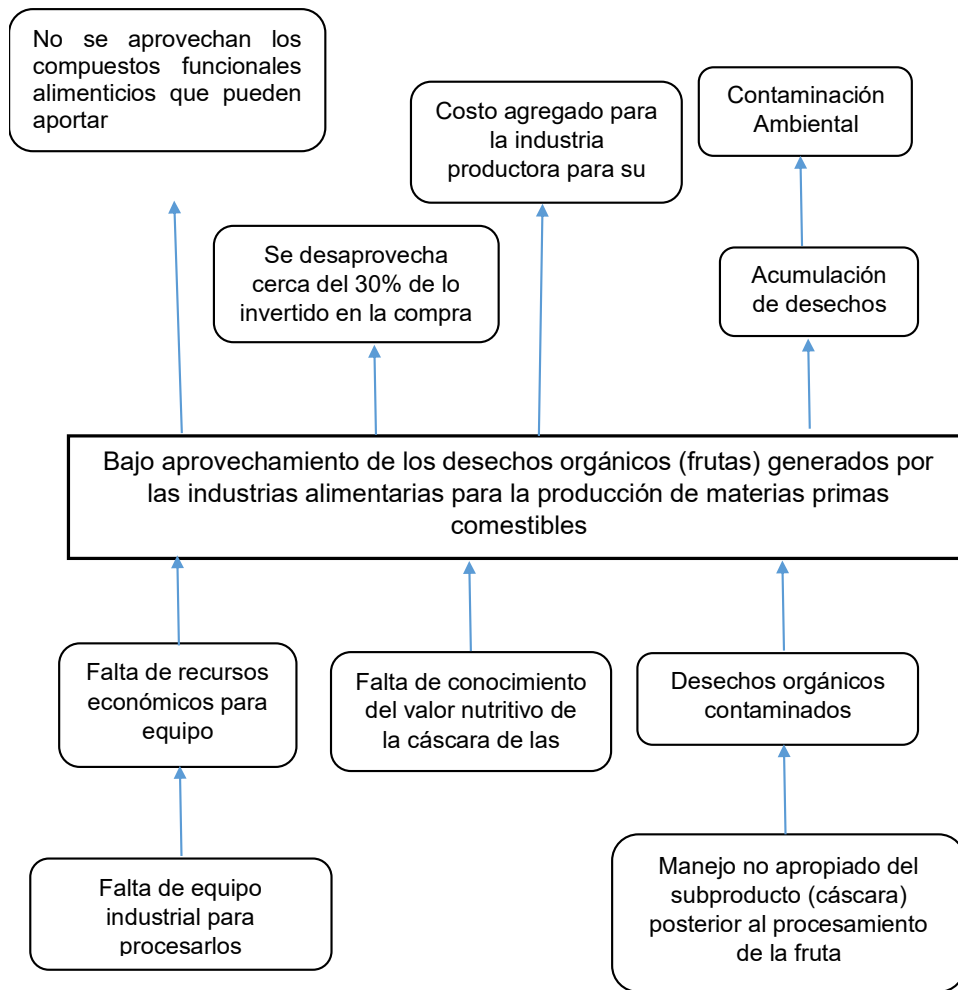 No se aprovechan los
compuestos funcionales
alimenticios que pueden
aportar
Costo agregado para
la industria
productora para su
Contaminación
Ambiental
Se desaprovecha
cerca del 30% de lo
invertido en la compra
Acumulación
de desechos
Bajo aprovechamiento de los desechos orgánicos (frutas) generados por
las industrias alimentarias para la producción de materias primas
comestibles
Falta de recursos
económicos para
equipo
Falta de conocimiento
del valor nutritivo de
la cáscara de las
Desechos orgánicos
contaminados
Falta de equipo
industrial para
procesarlos
Manejo no apropiado del
subproducto (cáscara)
posterior al procesamiento
de la fruta